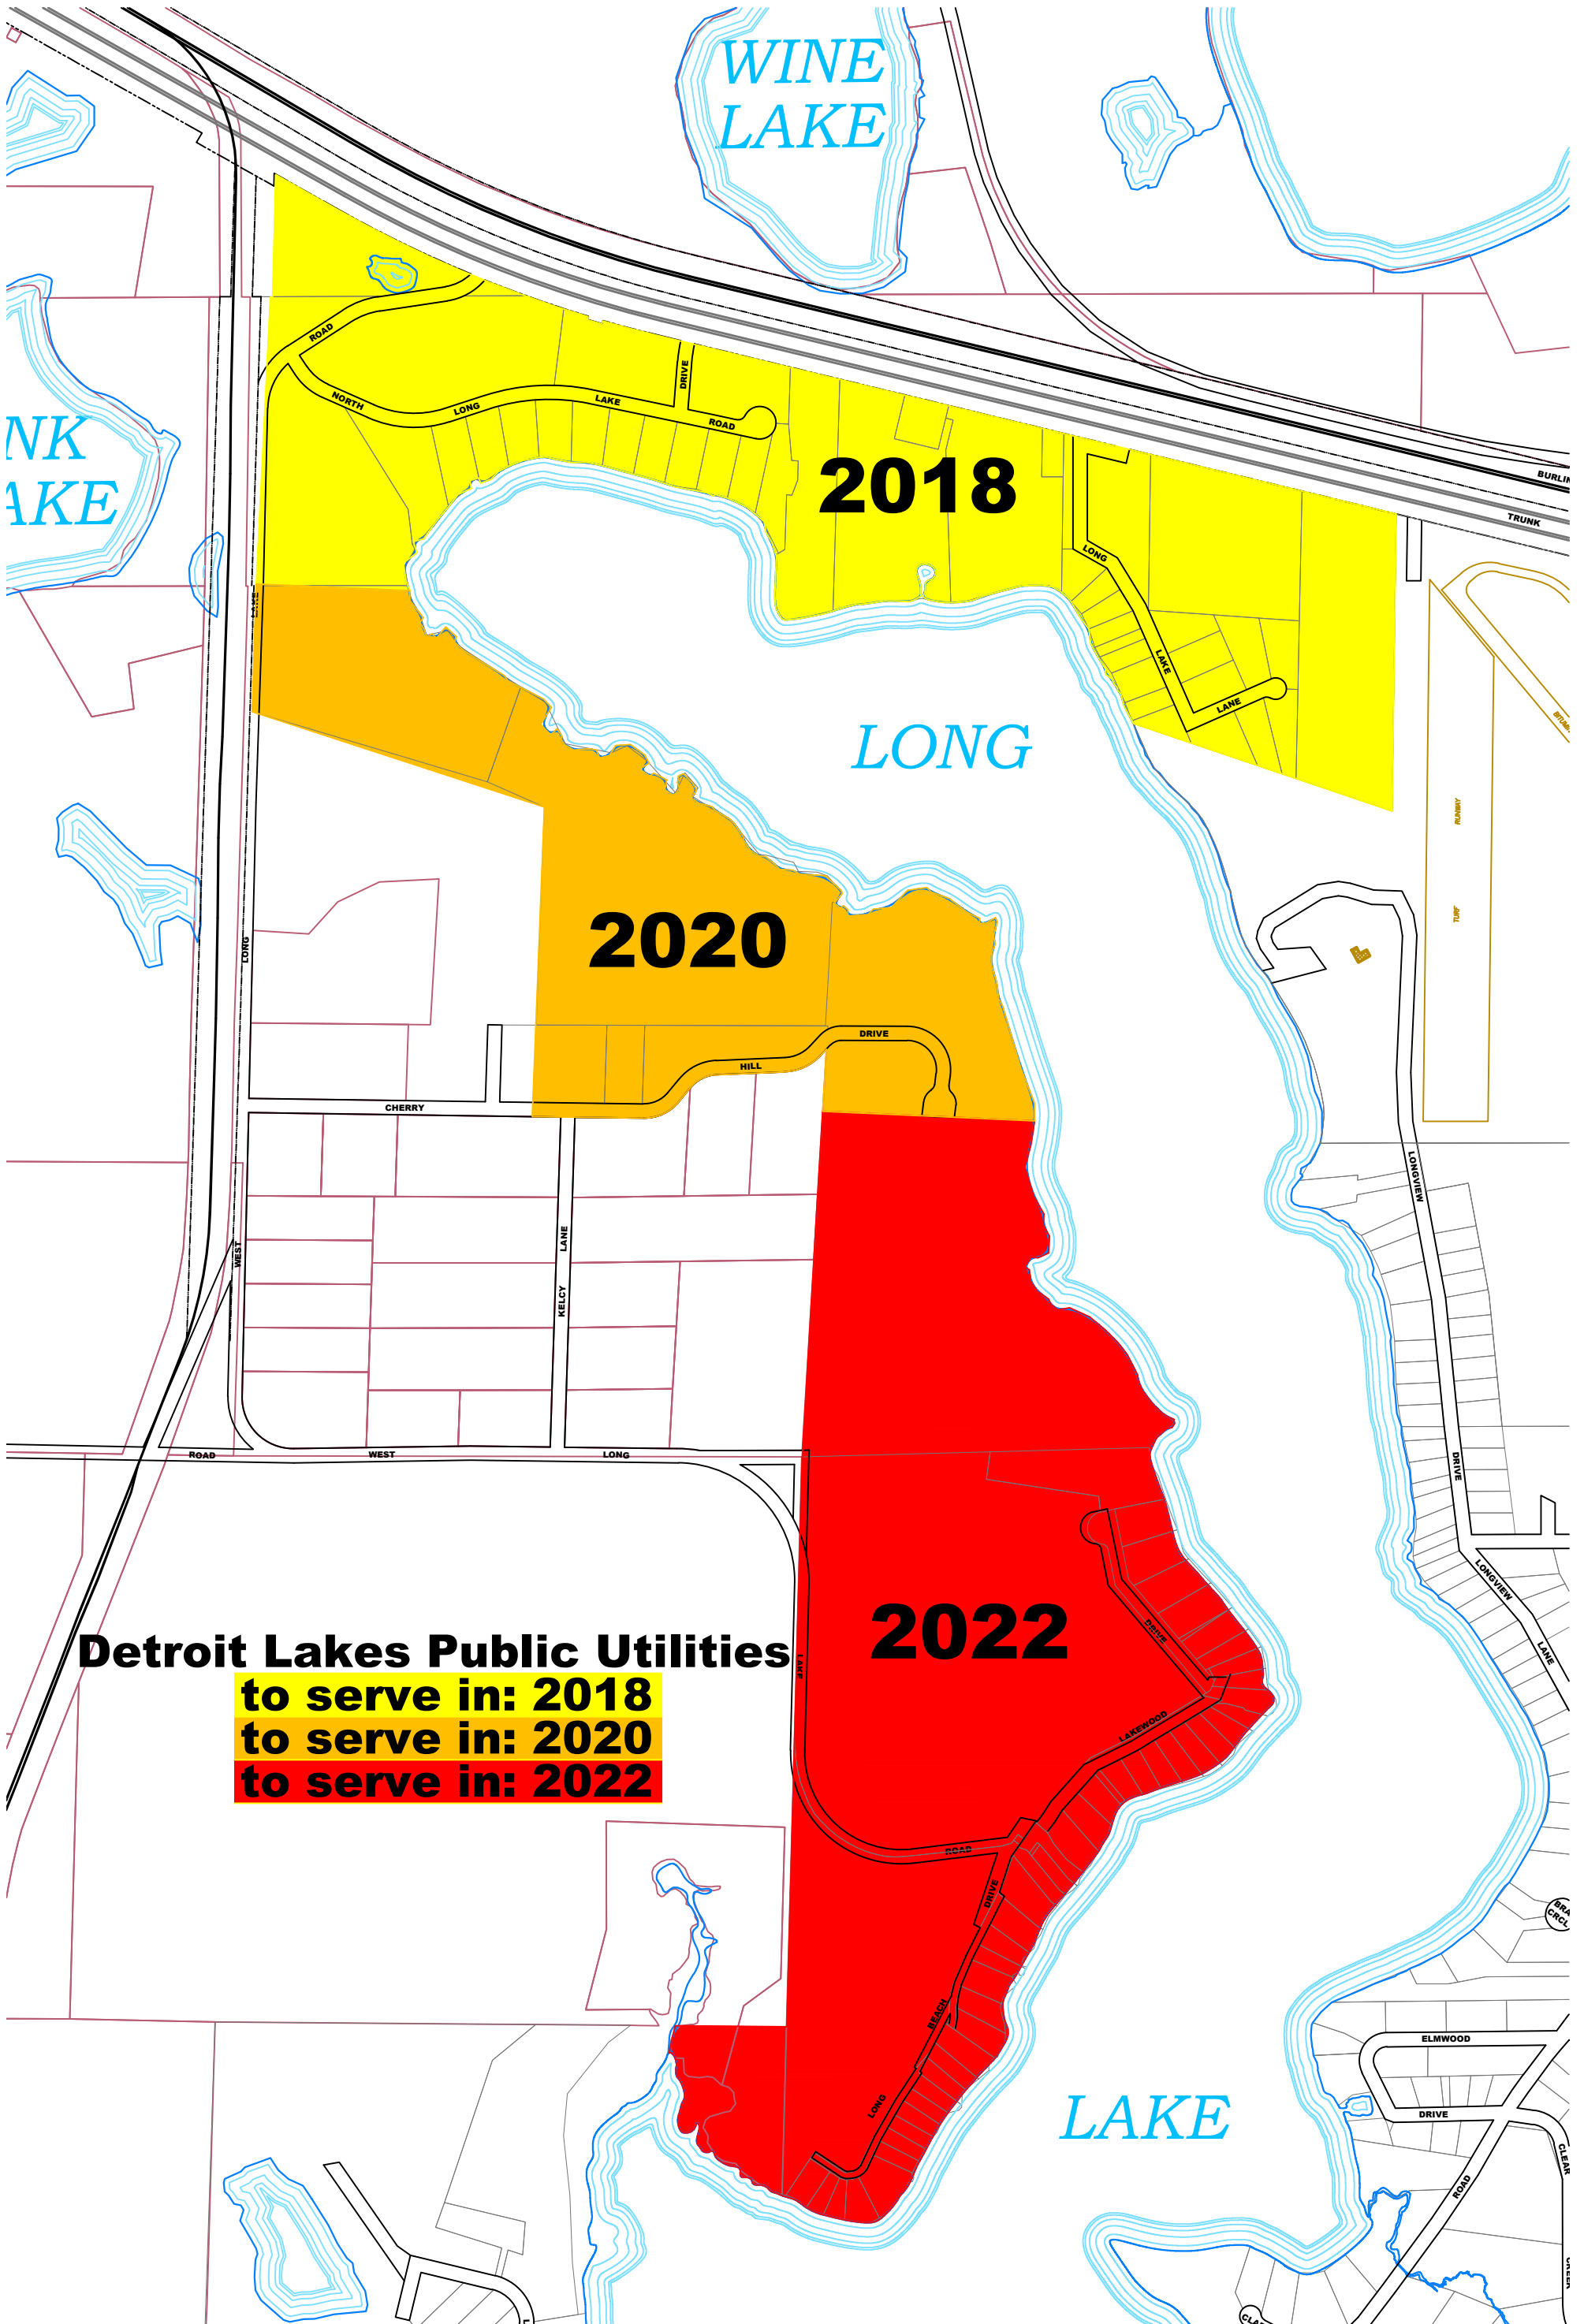 WINE
LAKE
NK
AKE
ROAD
NORTH
LONG
LAKE
ROAD
DRIVE
2018
BURLIN
TRUNK
LONG
LAKE
LANE
LAKE
LONG
RUNWAY
TURF
2020
LONG
DRIVE
HILL
CHERRY
LONGVIEW
WEST
LANE
KELCY
ROAD
WEST
LONG
DRIVE
LONGVIEW
LANE
2022
DRIVE
Detroit Lakes Public Utilities
to serve in: 2018
to serve in: 2020
to serve in: 2022
LAKE
LAKEWOOD
ROAD
DRIVE
BRA
CRCL
BEACH
LONG
ELMWOOD
LAKE
DRIVE
CLEAR
ROAD